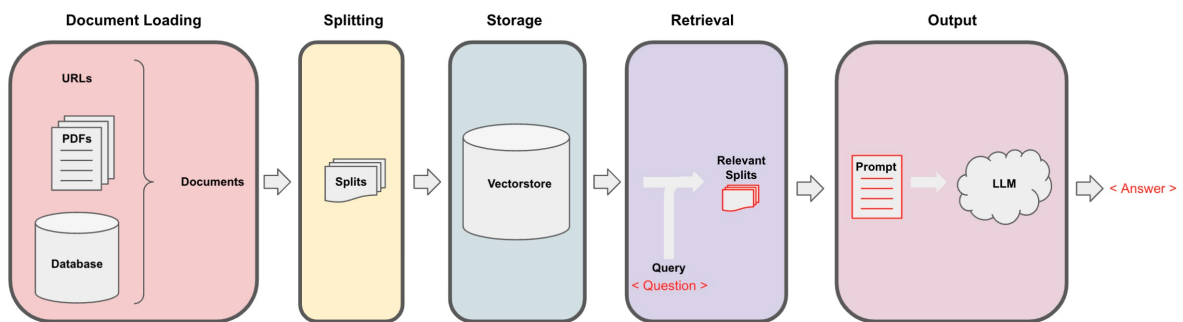 Document Loading
Splitting
Storage
Retrieval
Output
URLs
PDFs
Documents
Database
Splits
Vectorstore
Relevant
Splits
Query
< Question >
Prompt
LLM
< Answer >